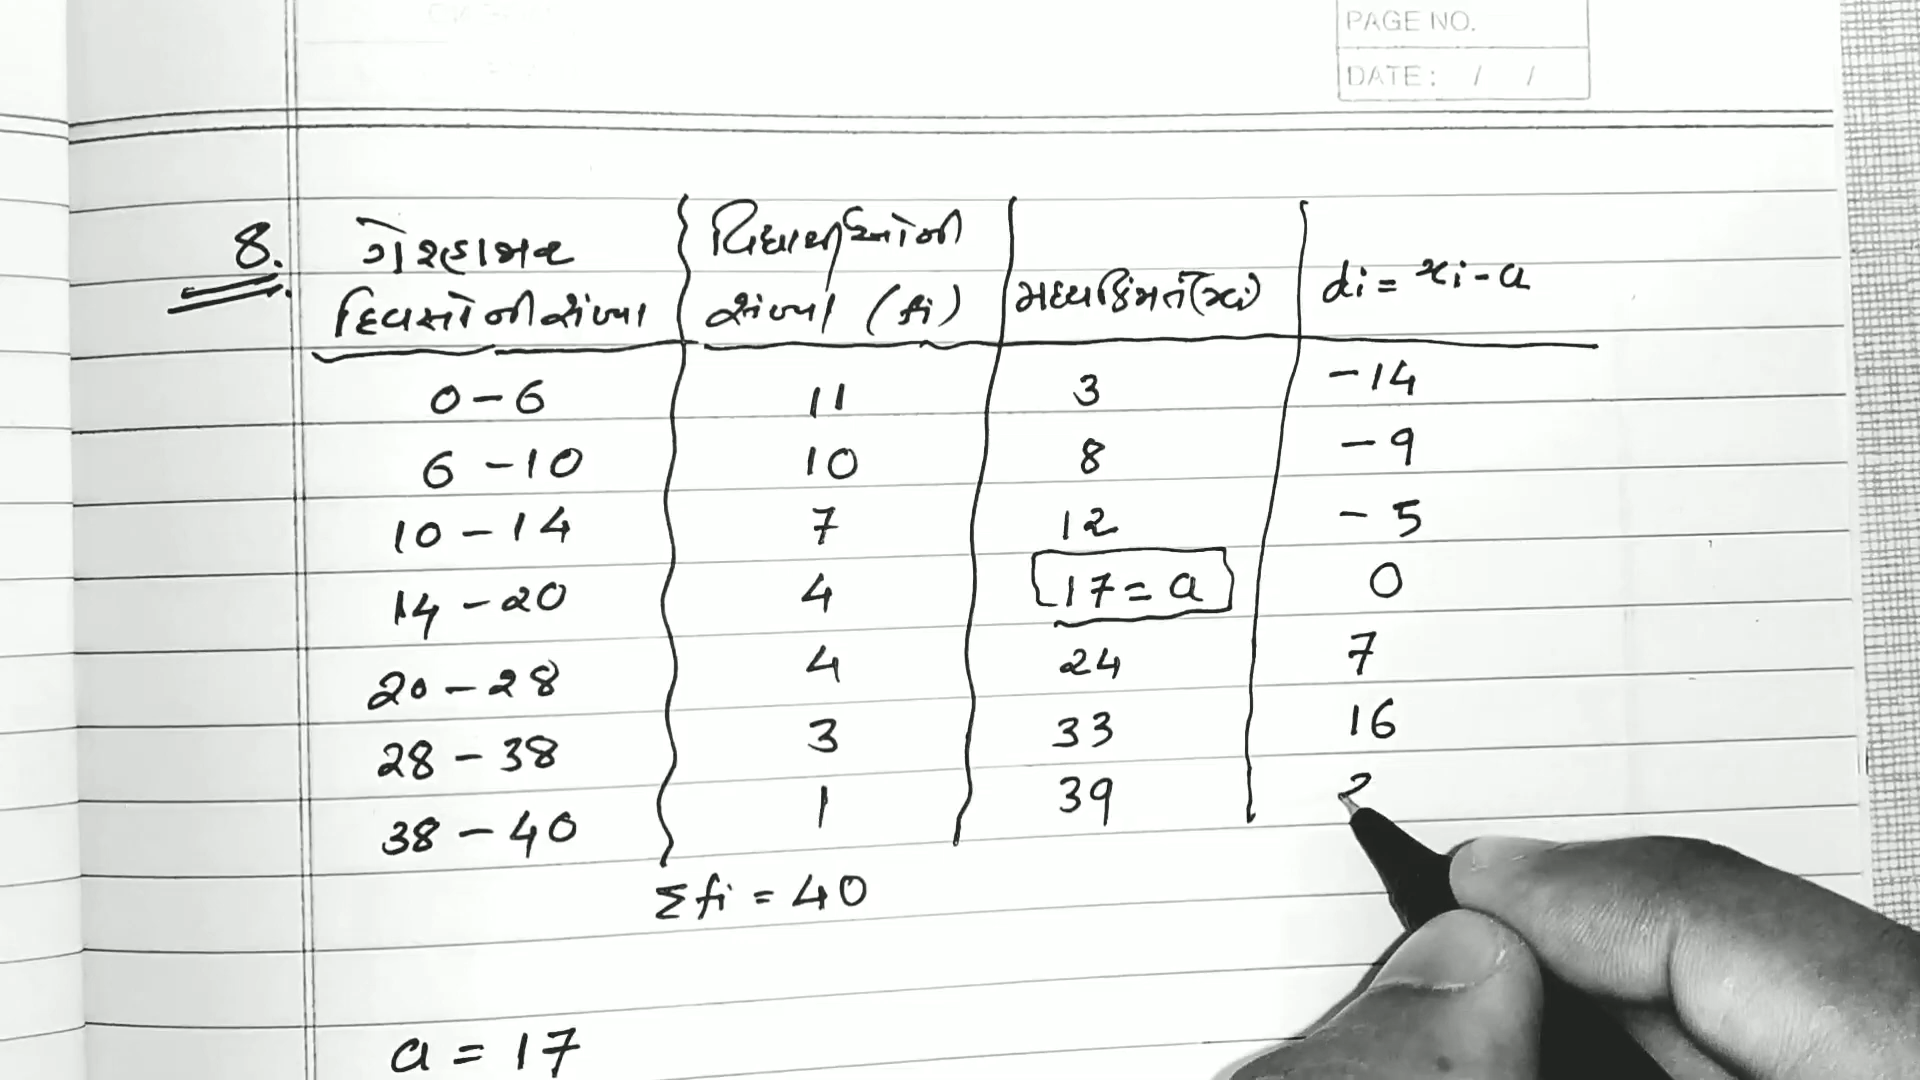 PAGE NO.
DATE: / /
8.
ગેરહાજર
દિવસોની સંખ્યા
વિદ્યાર્થીઓની
સંખ્યા (fi)
મધ્યકિંમત (xi)
di = xi - a
0 - 6 11 3 -14
6 - 10 10 8 -9
10 - 14 7 12 -5
14 - 20 4 17 = a 0
20 - 28 4 24 7
28 - 38 3 33 16
38 - 40 1 39 2
Σfi = 40
a = 17